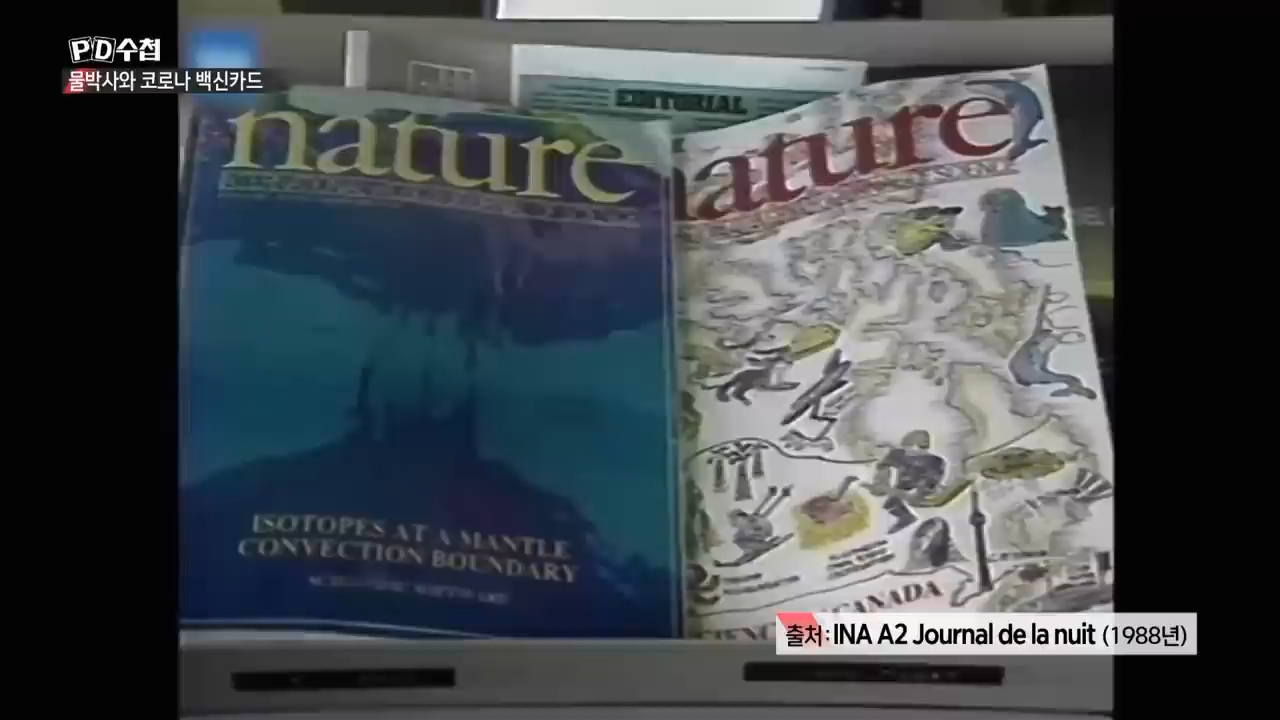 PD수첩
물박사와 코로나 백신카드
EDITORIAL
nature
nature
ISOTOPES AT A MANTLE
CONVECTION BOUNDARY
CANADA
출처: INA A2 Journal de la nuit (1988년)